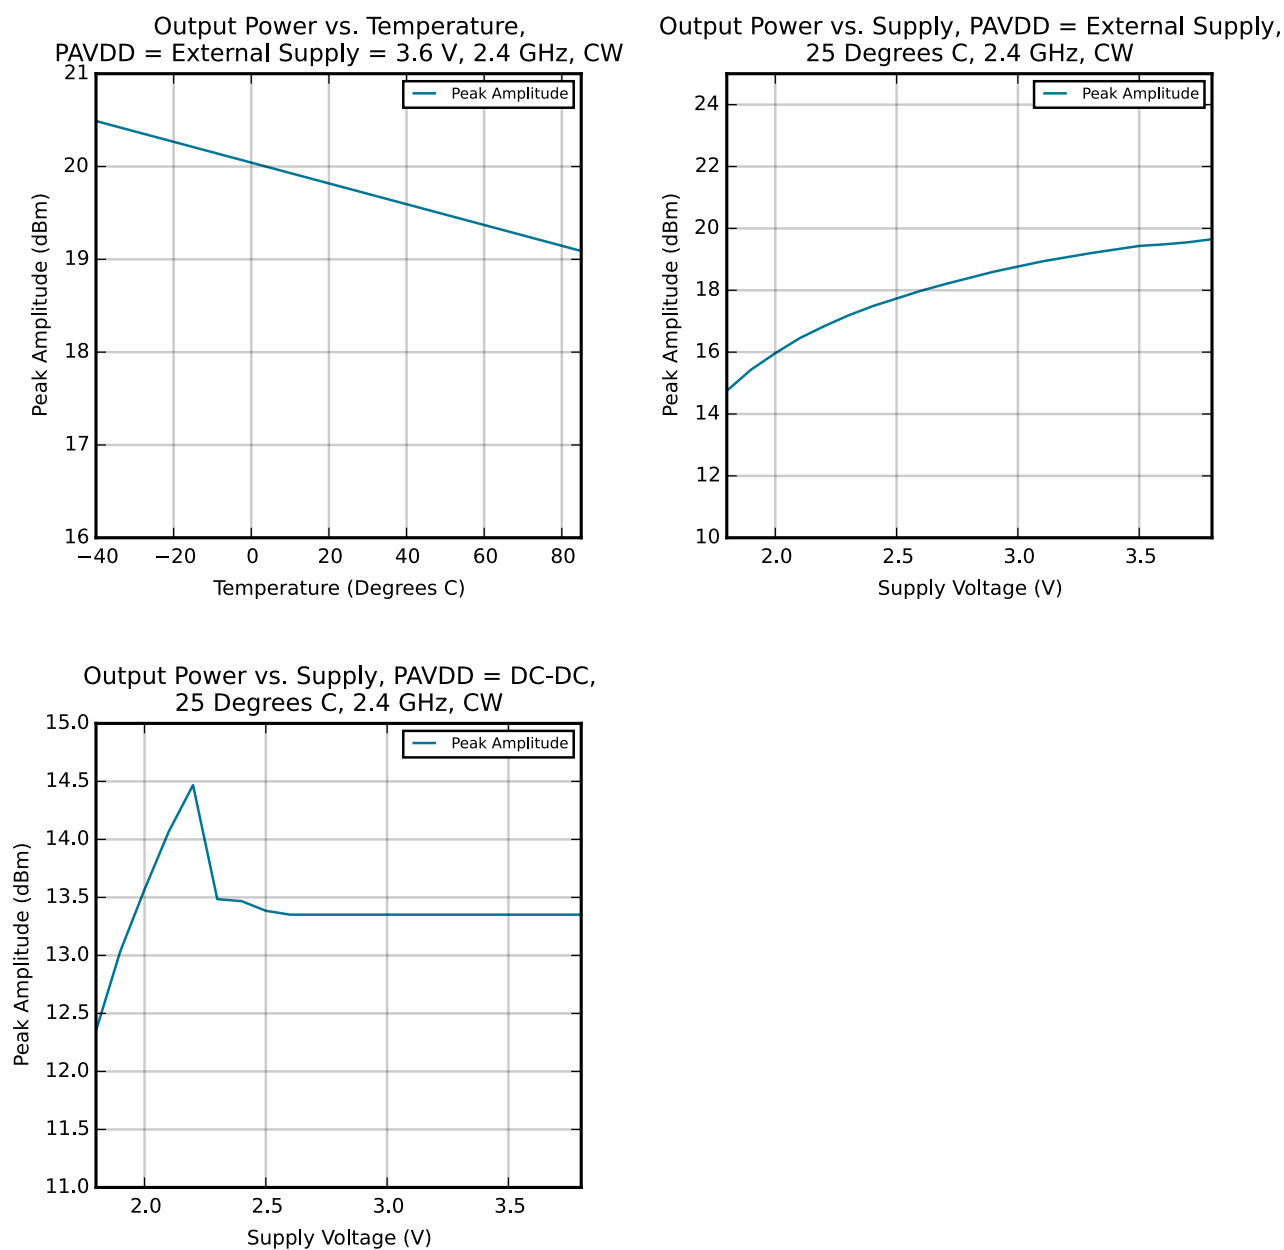 Output Power vs. Temperature,
PAVDD = External Supply = 3.6 V, 2.4 GHz, CW
21
20
19
18
17
16
Peak Amplitude (dBm)
Peak Amplitude
−40 −20 0 20 40 60 80
Temperature (Degrees C)
Output Power vs. Supply, PAVDD = External Supply,
25 Degrees C, 2.4 GHz, CW
24
22
20
18
16
14
12
10
Peak Amplitude (dBm)
Peak Amplitude
2.0 2.5 3.0 3.5
Supply Voltage (V)
Output Power vs. Supply, PAVDD = DC-DC,
25 Degrees C, 2.4 GHz, CW
15.0
14.5
14.0
13.5
13.0
12.5
12.0
11.5
11.0
Peak Amplitude (dBm)
Peak Amplitude
2.0 2.5 3.0 3.5
Supply Voltage (V)